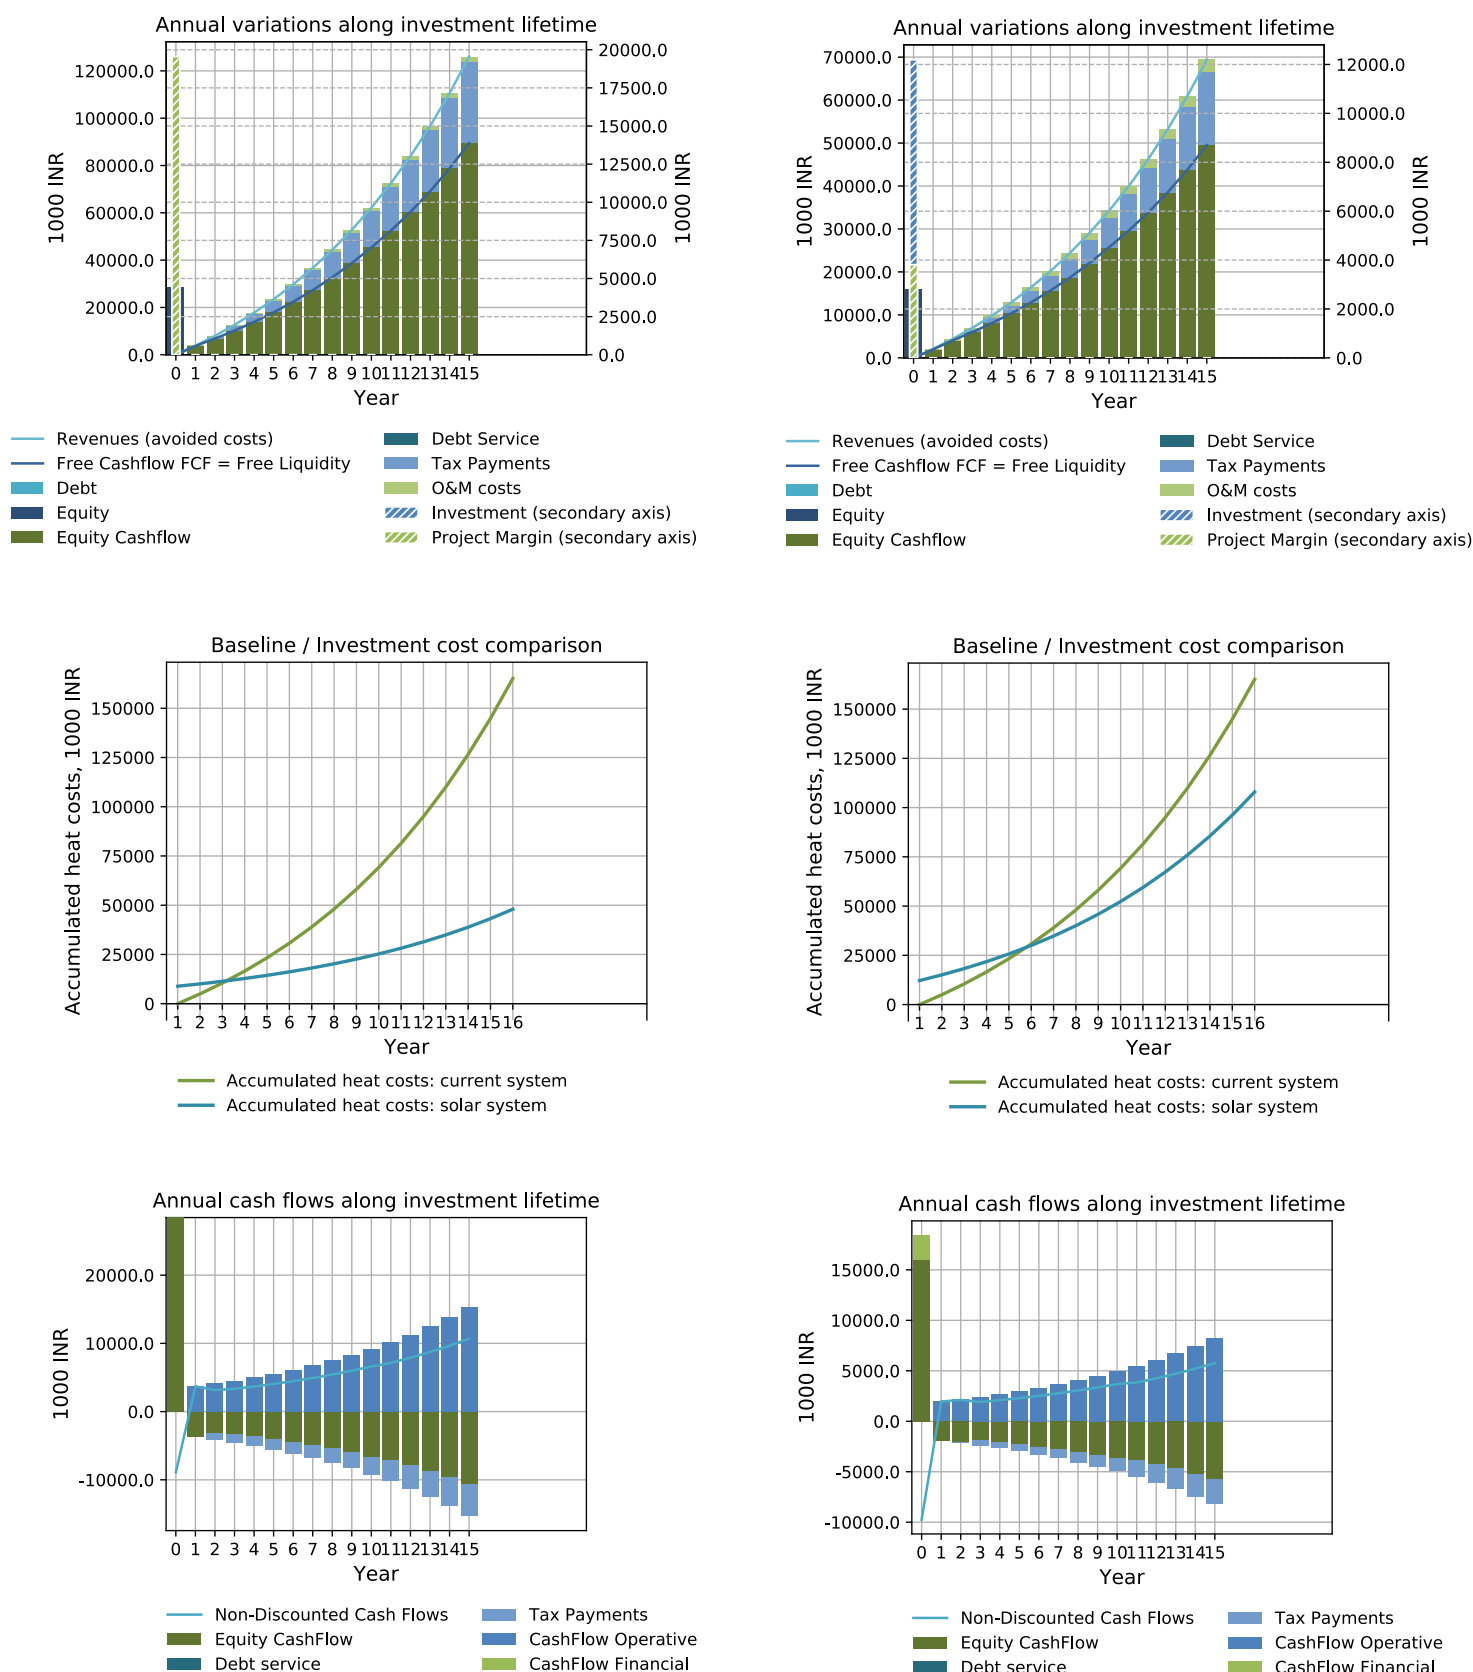 Annual variations along investment lifetime
120000.0
100000.0
80000.0
60000.0
40000.0
20000.0
0.0
1000 INR
20000.0
17500.0
15000.0
12500.0
10000.0
7500.0
5000.0
2500.0
0.0
1000 INR
0 1 2 3 4 5 6 7 8 9 10 11 12 13 14 15
Year
Revenues (avoided costs)
Free Cashflow FCF = Free Liquidity
Debt
Equity
Equity Cashflow
Debt Service
Tax Payments
O&M costs
Investment (secondary axis)
Project Margin (secondary axis)
Annual variations along investment lifetime
70000.0
60000.0
50000.0
40000.0
30000.0
20000.0
10000.0
0.0
1000 INR
12000.0
10000.0
8000.0
6000.0
4000.0
2000.0
0.0
1000 INR
0 1 2 3 4 5 6 7 8 9 10 11 12 13 14 15
Year
Revenues (avoided costs)
Free Cashflow FCF = Free Liquidity
Debt
Equity
Equity Cashflow
Debt Service
Tax Payments
O&M costs
Investment (secondary axis)
Project Margin (secondary axis)
Baseline / Investment cost comparison
Accumulated heat costs, 1000 INR
150000
125000
100000
75000
50000
25000
0
1 2 3 4 5 6 7 8 9 10 11 12 13 14 15 16
Year
Accumulated heat costs: current system
Accumulated heat costs: solar system
Baseline / Investment cost comparison
Accumulated heat costs, 1000 INR
150000
125000
100000
75000
50000
25000
0
1 2 3 4 5 6 7 8 9 10 11 12 13 14 15 16
Year
Accumulated heat costs: current system
Accumulated heat costs: solar system
Annual cash flows along investment lifetime
1000 INR
20000.0
10000.0
0.0
-10000.0
0 1 2 3 4 5 6 7 8 9 10 11 12 13 14 15
Year
Non-Discounted Cash Flows
Equity CashFlow
Debt service
Tax Payments
CashFlow Operative
CashFlow Financial
Annual cash flows along investment lifetime
1000 INR
15000.0
10000.0
5000.0
0.0
-5000.0
-10000.0
0 1 2 3 4 5 6 7 8 9 10 11 12 13 14 15
Year
Non-Discounted Cash Flows
Equity CashFlow
Debt service
Tax Payments
CashFlow Operative
CashFlow Financial